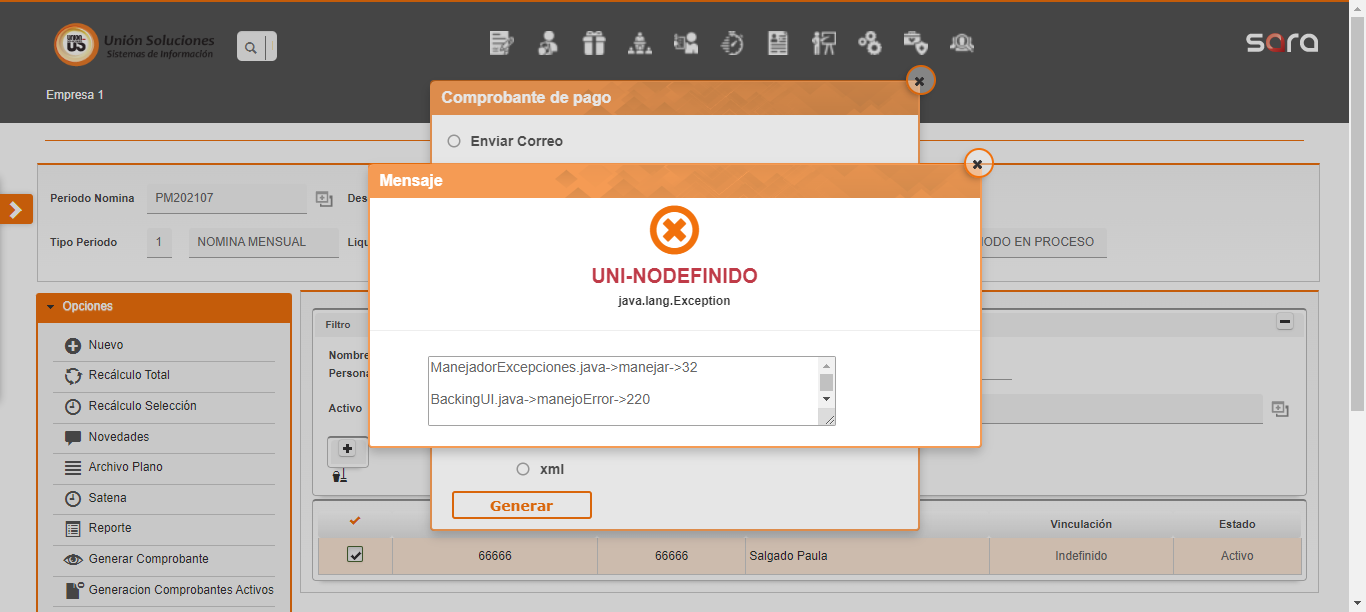 UNION
US
Unión Soluciones
Sistemas de Información
sara
Empresa 1
Comprobante de pago
Enviar Correo
Mensaje
UNI-NODEFINIDO
java.lang.Exception
ManejadorExcepciones.java->manejar->32
BackingUI.java->manejoError->220
Periodo Nomina PM202107 Des
Tipo Periodo 1 NOMINA MENSUAL Liqu IODO EN PROCESO
Opciones
Nuevo
Recálculo Total
Recálculo Selección
Novedades
Archivo Plano
Satena
Reporte
Generar Comprobante
Generacion Comprobantes Activos
Filtro
Nombre
Persona
Activo
xml
Generar
Vinculación Estado
66666 66666 Salgado Paula Indefinido Activo